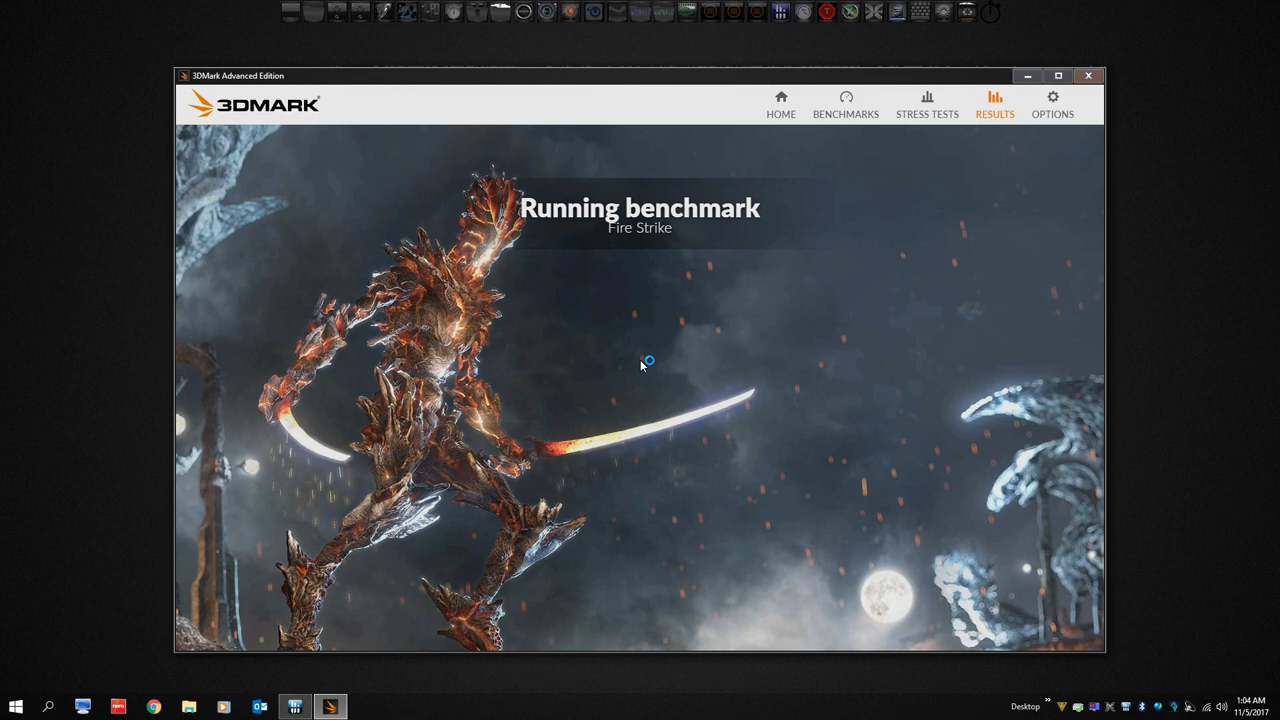 3DMark Advanced Edition
3DMARK
HOME
BENCHMARKS
STRESS TESTS
RESULTS
OPTIONS
Running benchmark
Fire Strike
Desktop
1:04 AM
11/5/2017